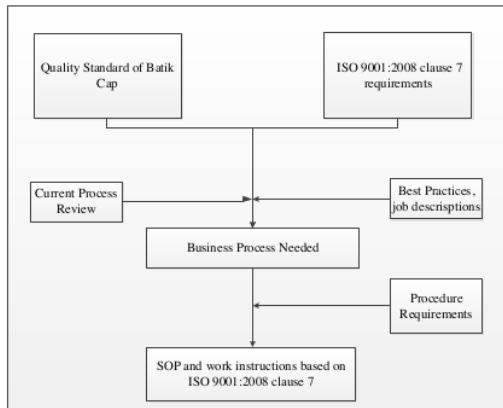 Quality Standard of Batik
Cap
ISO 9001:2008 clause 7
requirements
Current Process
Review
Best Practices,
job descrisptions
Business Process Needed
Procedure
Requirements
SOP and work instructions based on
ISO 9001:2008 clause 7